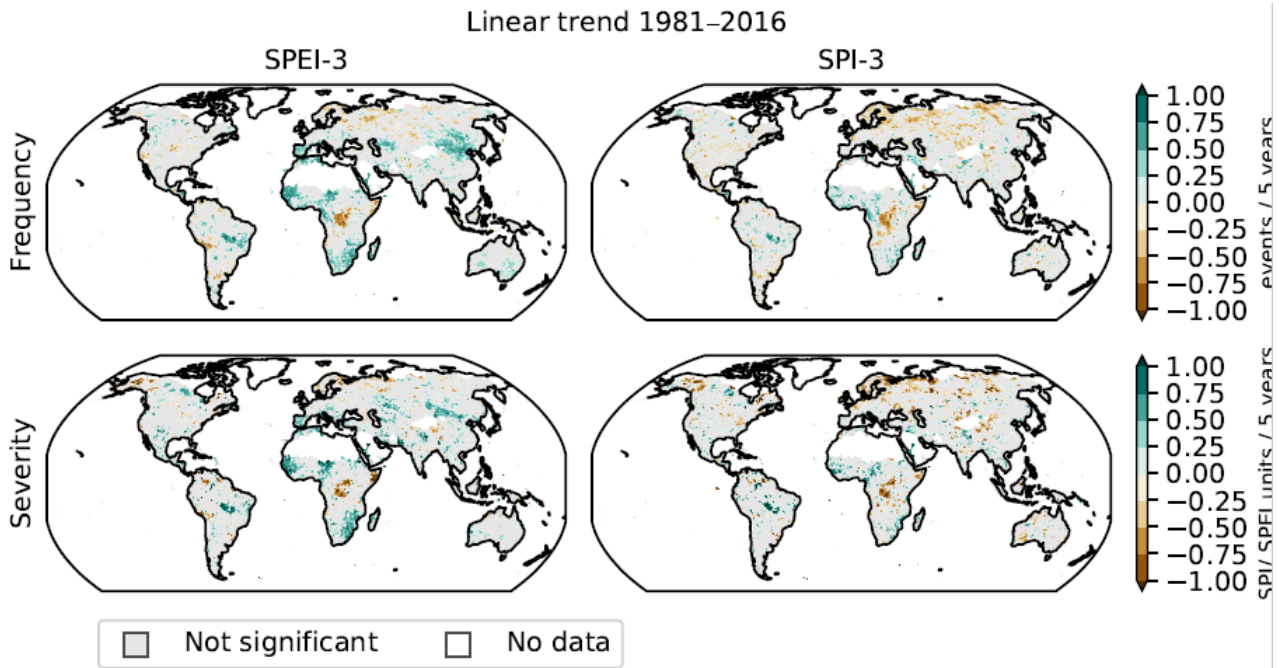 Linear trend 1981–2016
SPEI-3
SPI-3
Frequency
1.00
0.75
0.50
0.25
0.00
−0.25
−0.50
−0.75
−1.00
events / 5 years
Severity
1.00
0.75
0.50
0.25
0.00
−0.25
−0.50
−0.75
−1.00
SPI/ SPEI units / 5 years
Not significant
No data